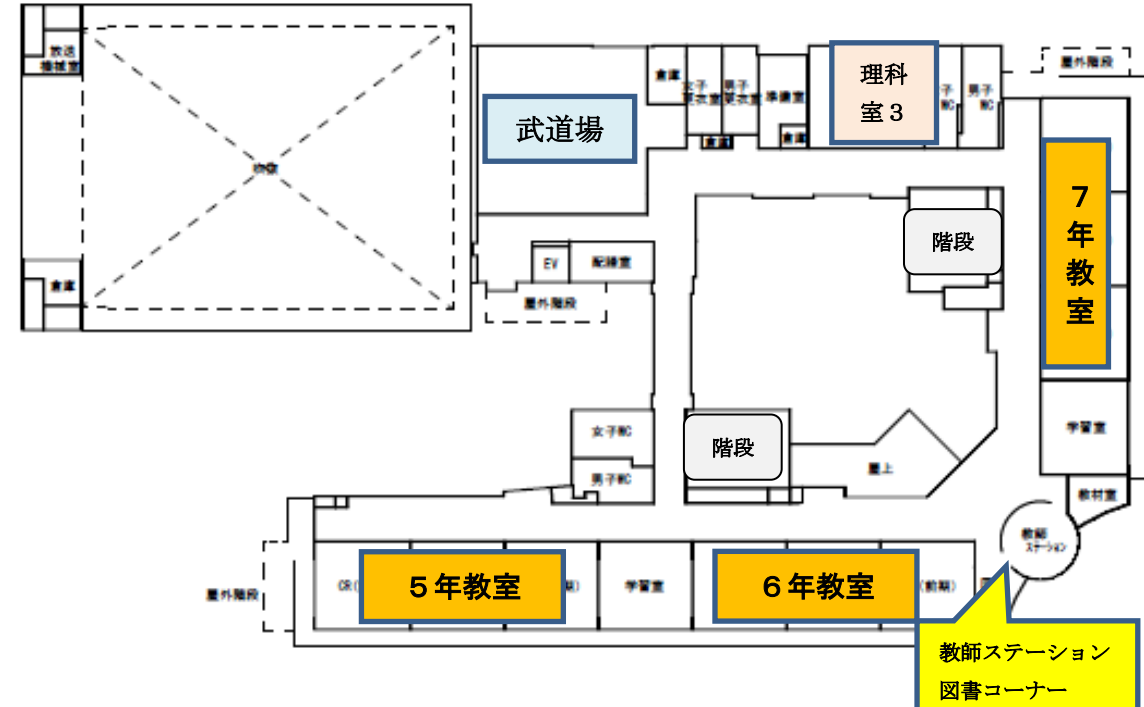 放送
機械室
倉庫
女子
更衣室
男子
更衣室
準備室
倉庫
倉庫
理科
室３
子
WC
男子
WC
屋外階段
武道場
７
年
教
室
階段
倉庫
EV
配膳室
屋外階段
女子WC
男子WC
階段
屋上
学習室
教材室
教師
ステーション
屋外階段
CR(
５年教室
期)
学習室
６年教室
(前期)
教師ステーション
図書コーナー